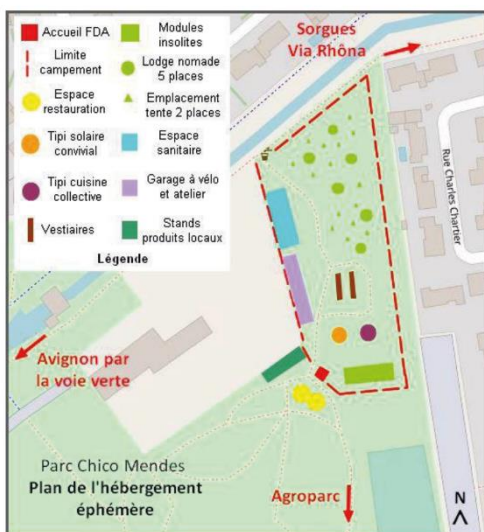 Accueil FDA
Limite
campement
Espace
restauration
Tipi solaire
convivial
Tipi cuisine
collective
Vestiaires
Modules
insolites
Lodge nomade
5 places
Emplacement
tente 2 places
Espace
sanitaire
Garage à vélo
et atelier
Stands
produits locaux
Légende
Sorgues
Via Rhôna
Rue Charles Chartier
Avignon par
la voie verte
Parc Chico Mendes
Plan de l'hébergement
éphémère
Agroparc
N